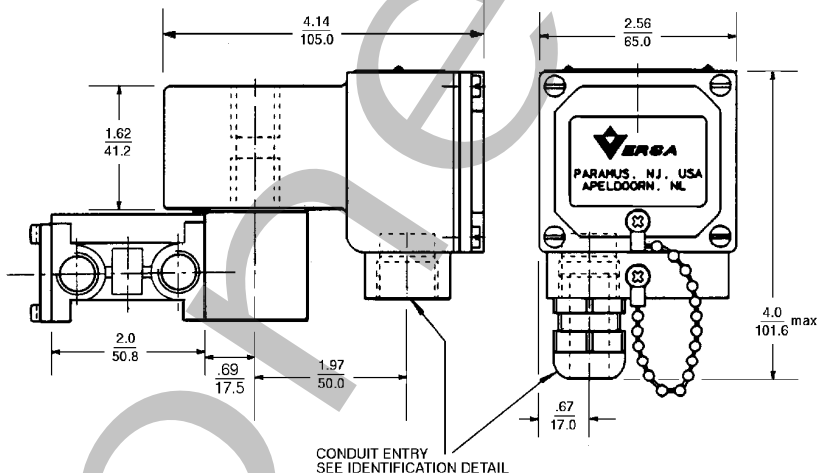 4.14
105.0
2.56
65.0
1.62
41.2
VERSA
PARAMUS, NJ, USA
APELDOORN, NL
4.0
101.6 max
2.0
50.8
.69
17.5
1.97
50.0
.67
17.0
CONDUIT ENTRY
SEE IDENTIFICATION DETAIL